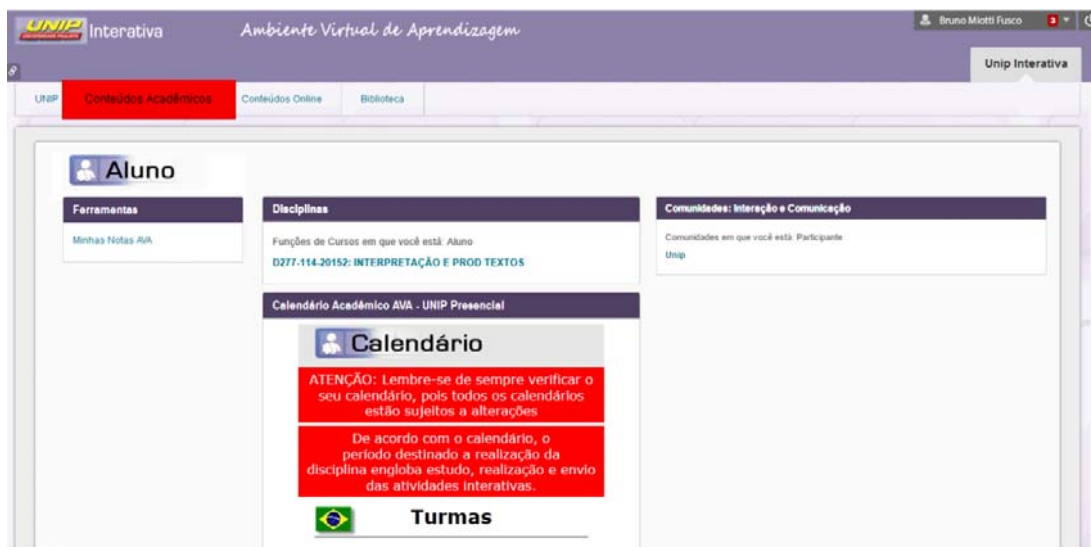 UNIP Interativa
Ambiente Virtual de Aprendizagem
Bruno Miotti Fusco 3
Unip Interativa
UNIP Conteúdos Acadêmicos Conteúdos Online Biblioteca
Aluno
Ferramentas
Minhas Notas AVA
Disciplinas
Funções de Cursos em que você está: Aluno
D277-114-20152: INTERPRETAÇÃO E PROD TEXTOS
Comunidades: Interação e Comunicação
Comunidades em que você está: Participante
Unip
Calendário Acadêmico AVA - UNIP Presencial
Calendário
ATENÇÃO: Lembre-se de sempre verificar o
seu calendário, pois todos os calendários
estão sujeitos a alterações
De acordo com o calendário, o
período destinado a realização da
disciplina engloba estudo, realização e envio
das atividades interativas.
Turmas